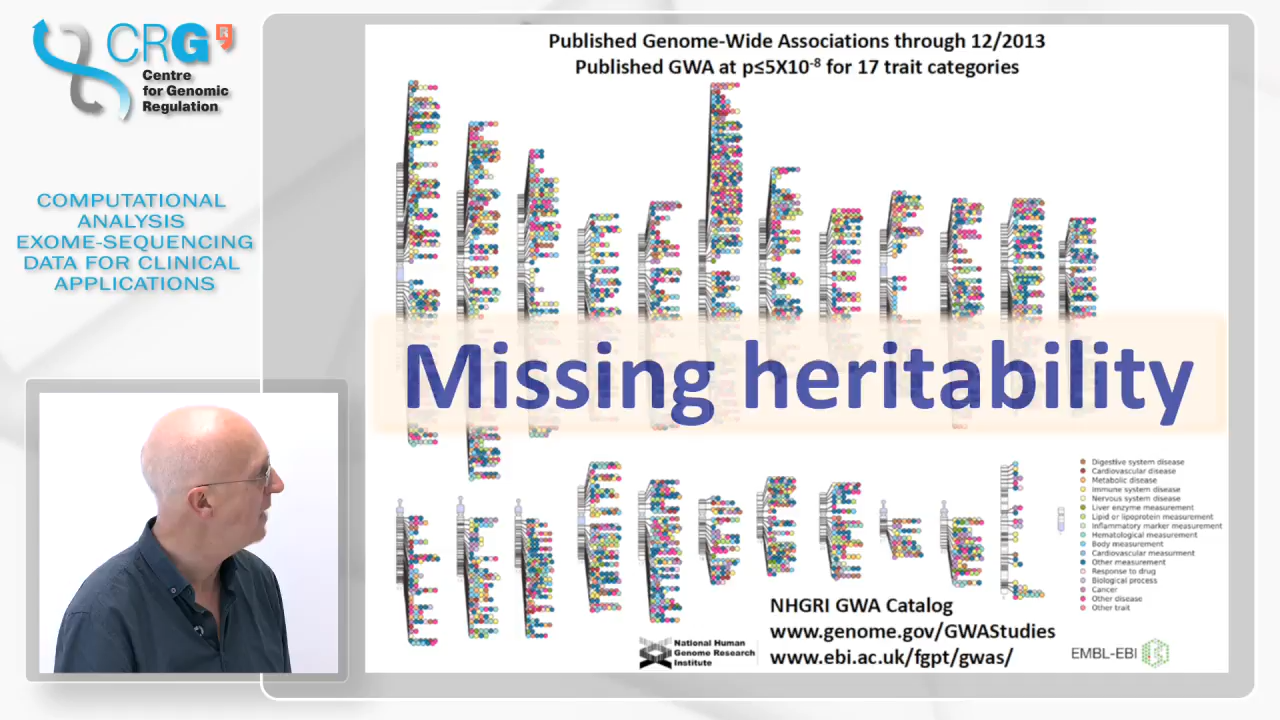 CRG
Centre
for Genomic
Regulation
COMPUTATIONAL
ANALYSIS
EXOME-SEQUENCING
DATA FOR CLINICAL
APPLICATIONS
Published Genome-Wide Associations through 12/2013
Published GWA at p≤5X10-8 for 17 trait categories
Missing heritability
Digestive system disease
Cardiovascular disease
Metabolic disease
Immune system disease
Nervous system disease
Liver enzyme measurement
Lipid or lipoprotein measurement
Inflammatory marker measurement
Hematological measurement
Body measurement
Cardiovascular measurement
Other measurement
Response to drug
Biological process
Cancer
Other disease
Other trait
NHGRI GWA Catalog
www.genome.gov/GWAStudies
www.ebi.ac.uk/fgpt/gwas/
National Human
Genome Research
Institute
EMBL-EBI